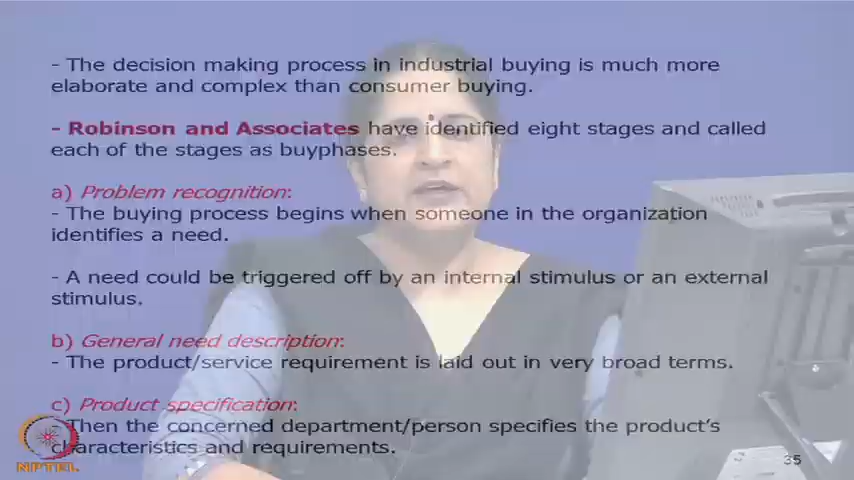 - The decision making process in industrial buying is much more
elaborate and complex than consumer buying.
- Robinson and Associates have identified eight stages and called
each of the stages as buyphases.
a) Problem recognition:
- The buying process begins when someone in the organization
identifies a need.
- A need could be triggered off by an internal stimulus or an external
stimulus.
b) General need description:
- The product/service requirement is laid out in very broad terms.
c) Product specification:
- Then the concerned department/person specifies the product's
characteristics and requirements.
NPTEL
35